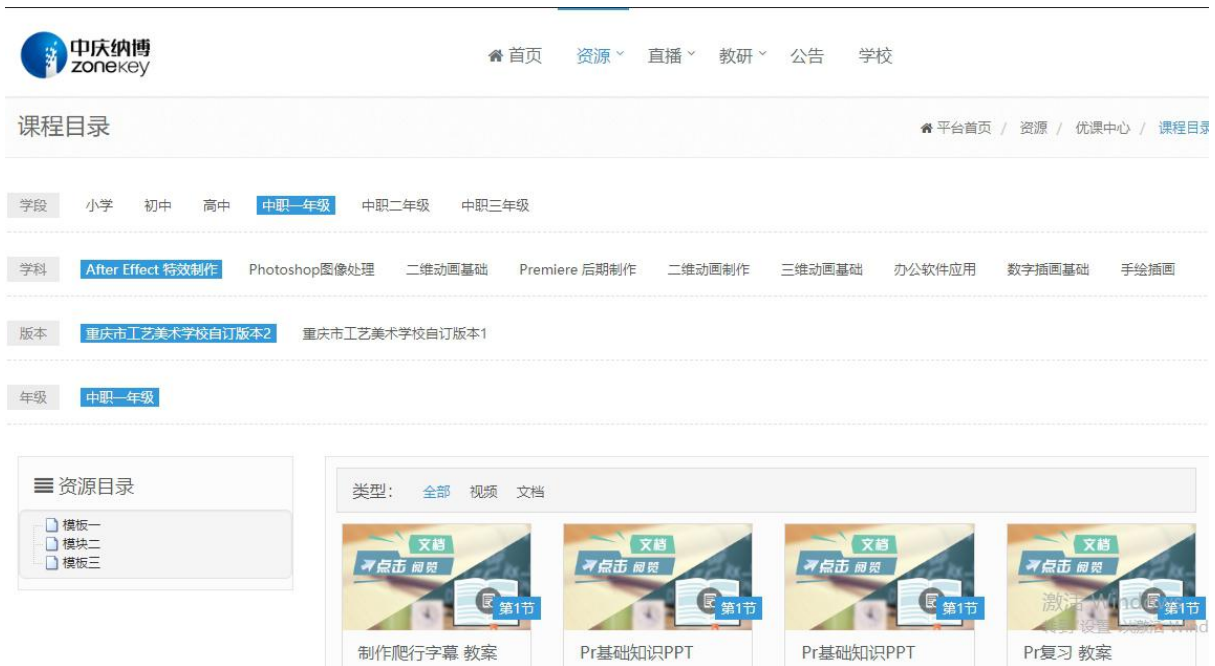 中庆纳博
zonekey
首页 资源 直播 教研 公告 学校
课程目录
平台首页 / 资源 / 优课中心 / 课程目录
学段 小学 初中 高中 中职一年级 中职二年级 中职三年级
学科 After Effect 特效制作 Photoshop图像处理 二维动画基础 Premiere 后期制作 二维动画制作 三维动画基础 办公软件应用 数字插画基础 手绘插画
版本 重庆市工艺美术学校自订版本2 重庆市工艺美术学校自订版本1
年级 中职一年级
资源目录
模板一
模块二
模板三
类型： 全部 视频 文档
文档 文档 文档 文档
点击 阅览 点击 阅览 点击 阅览 点击 阅览
第1节 第1节 第1节 第1节
激活 Windows
转到"设置"以激活 Wind
制作爬行字幕 教案 Pr基础知识PPT Pr基础知识PPT Pr复习 教案